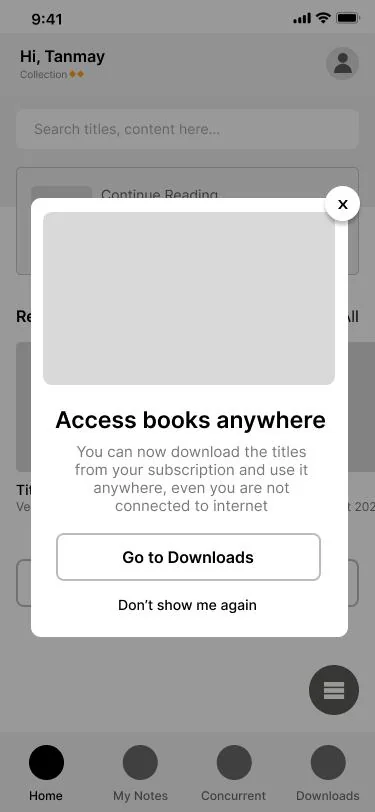 9:41
Hi, Tanmay
Collection
Search titles, content here...
Continue Reading
x
Access books anywhere
You can now download the titles
from your subscription and use it
anywhere, even you are not
connected to internet
Go to Downloads
Don't show me again
Home
My Notes
Concurrent
Downloads